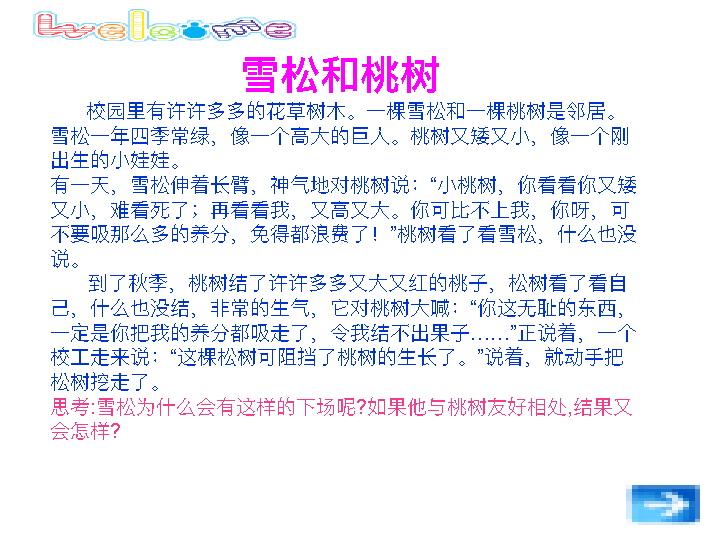 welcome
雪松和桃树
校园里有许许多多的花草树木。一棵雪松和一棵桃树是邻居。
雪松一年四季常绿，像一个高大的巨人。桃树又矮又小，像一个刚
出生的小娃娃。
有一天，雪松伸着长臂，神气地对桃树说：“小桃树，你看看你又矮
又小，难看死了；再看看我，又高又大。你可比不上我，你呀，可
不要吸那么多的养分，免得都浪费了！”桃树看了看雪松，什么也没
说。
到了秋季，桃树结了许许多多又大又红的桃子，松树看了看自
己，什么也没结，非常的生气，它对桃树大喊：“你这无耻的东西，
一定是你把我的养分都吸走了，令我结不出果子……”正说着，一个
校工走来说：“这棵松树可阻挡了桃树的生长了。”说着，就动手把
松树挖走了。
思考:雪松为什么会有这样的下场呢?如果他与桃树友好相处,结果又
会怎样?